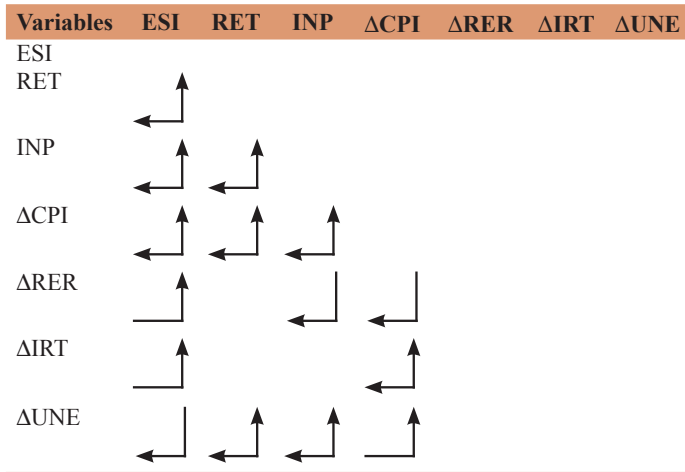 Variables ESI RET INP ΔCPI ΔRER ΔIRT ΔUNE
ESI
RET
INP
ΔCPI
ΔRER
ΔIRT
ΔUNE